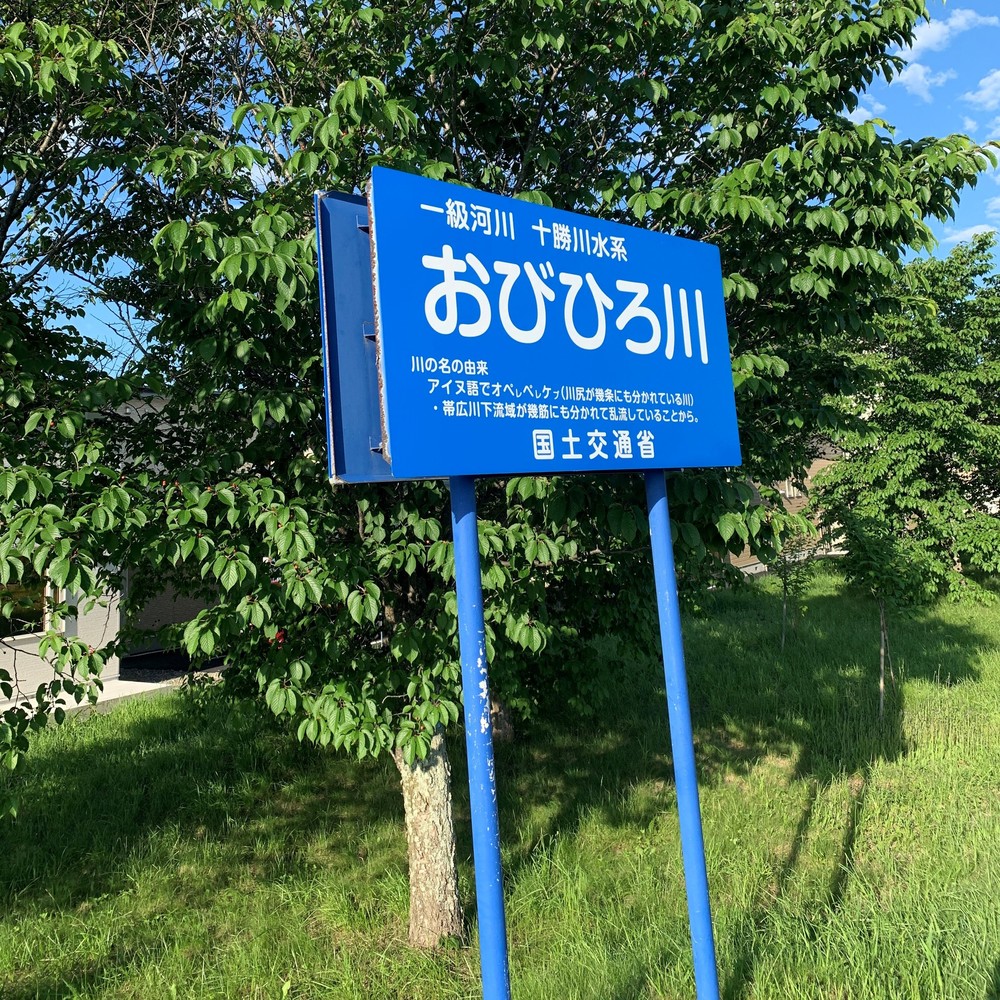 一級河川 十勝川水系
おびひろ川
川の名の由来
アイヌ語でオペㇾペㇾケㇷ゚(川尻が幾条にも分かれている川)
・帯広川下流域が幾筋にも分かれて乱流していることから。
国土交通省